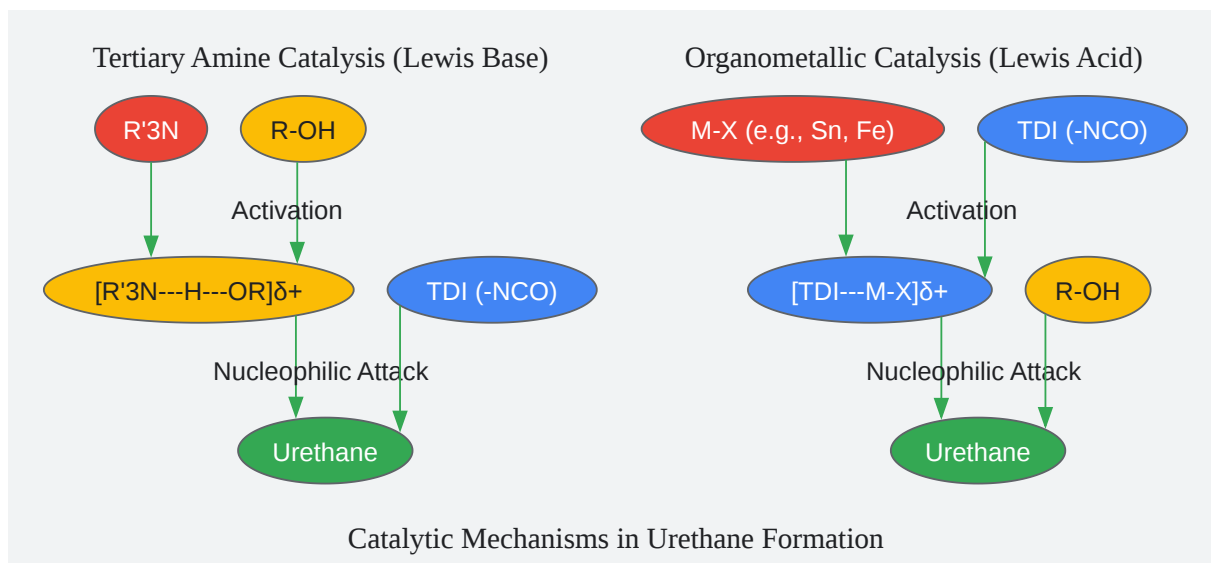 Tertiary Amine Catalysis (Lewis Base)
R'3N
R-OH
Activation
[R'3N---H---OR]δ+
TDI (-NCO)
Nucleophilic Attack
Urethane
Organometallic Catalysis (Lewis Acid)
M-X (e.g., Sn, Fe)
TDI (-NCO)
Activation
[TDI---M-X]δ+
R-OH
Nucleophilic Attack
Urethane
Catalytic Mechanisms in Urethane Formation